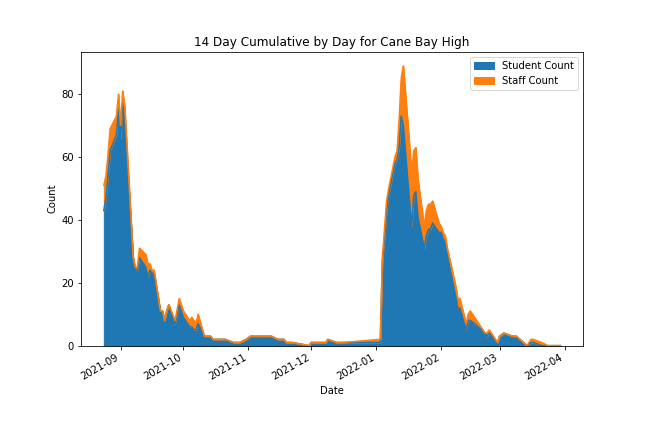 14 Day Cumulative by Day for Cane Bay High
Student Count
Staff Count
80
60
40
20
0
Count
2021-09
2021-10
2021-11
2021-12
2022-01
2022-02
2022-03
2022-04
Date